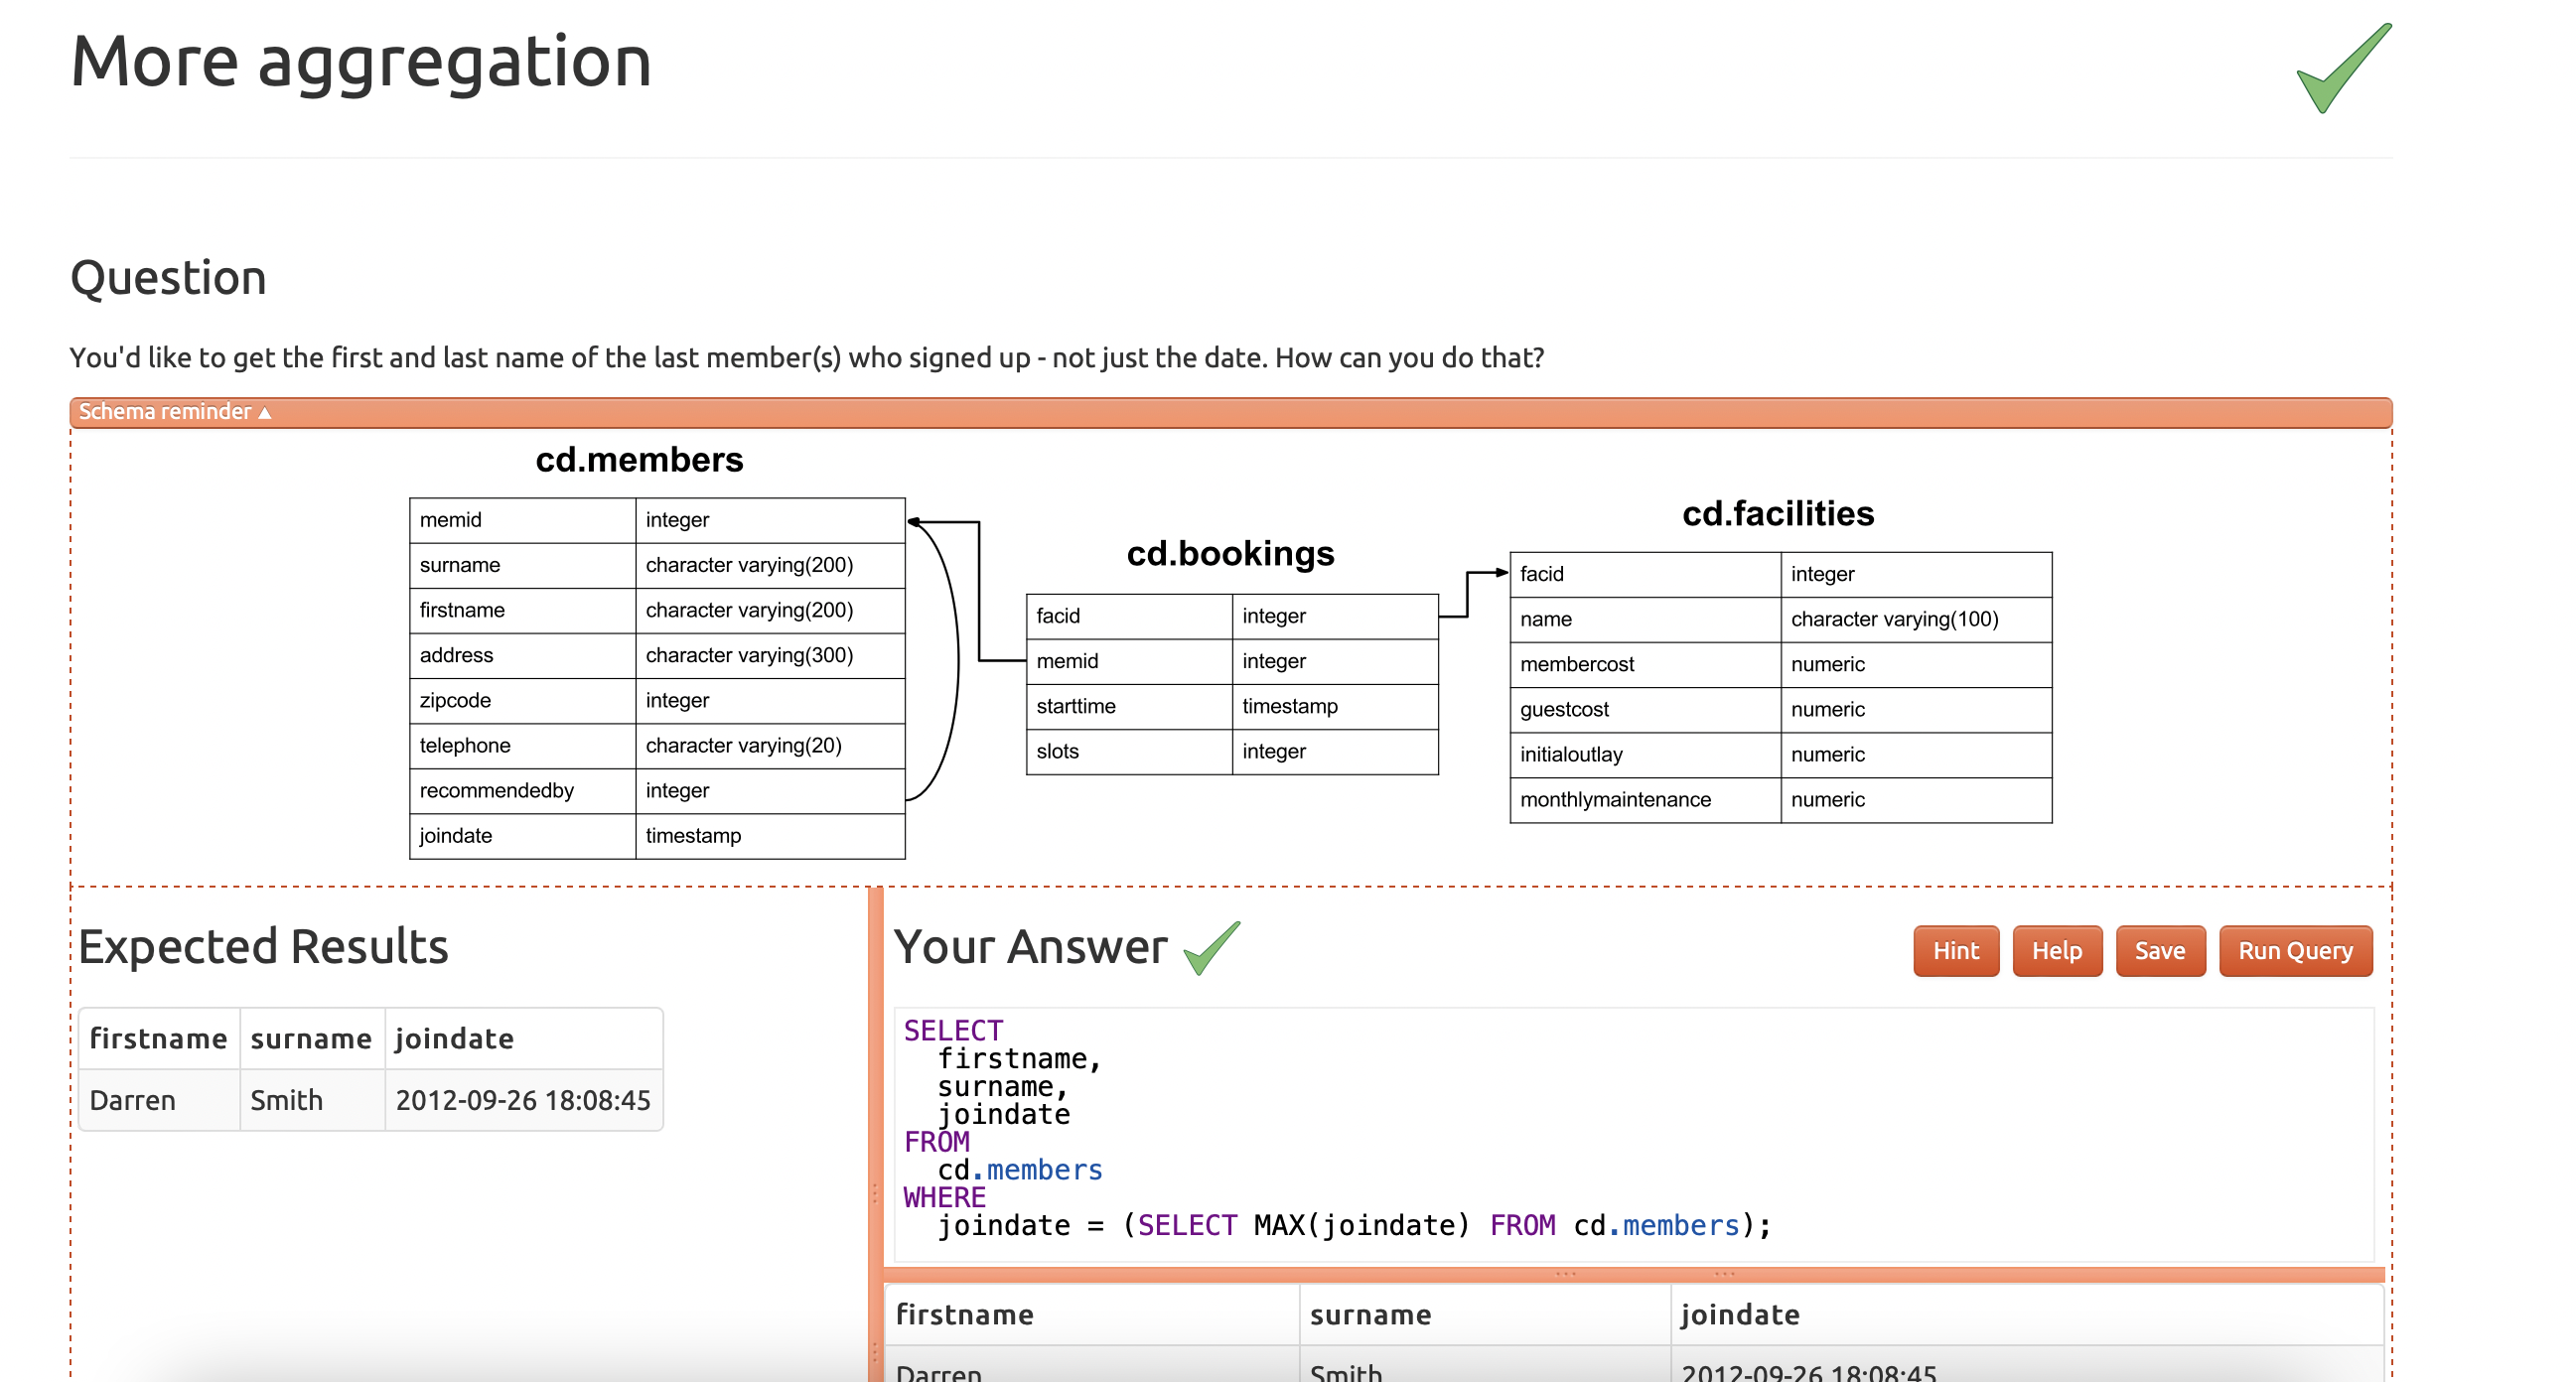 More aggregation
Question
You'd like to get the first and last name of the last member(s) who signed up - not just the date. How can you do that?
Schema reminder ▲
cd.members
memid integer
surname character varying(200)
firstname character varying(200)
address character varying(300)
zipcode integer
telephone character varying(20)
recommendedby integer
joindate timestamp
cd.bookings
facid integer
memid integer
starttime timestamp
slots integer
cd.facilities
facid integer
name character varying(100)
membercost numeric
guestcost numeric
initialoutlay numeric
monthlymaintenance numeric
Expected Results
firstname surname joindate
Darren Smith 2012-09-26 18:08:45
Your Answer
Hint Help Save Run Query
SELECT
firstname,
surname,
joindate
FROM
cd.members
WHERE
joindate = (SELECT MAX(joindate) FROM cd.members);
firstname surname joindate
Darren Smith 2012-09-26 18:08:45